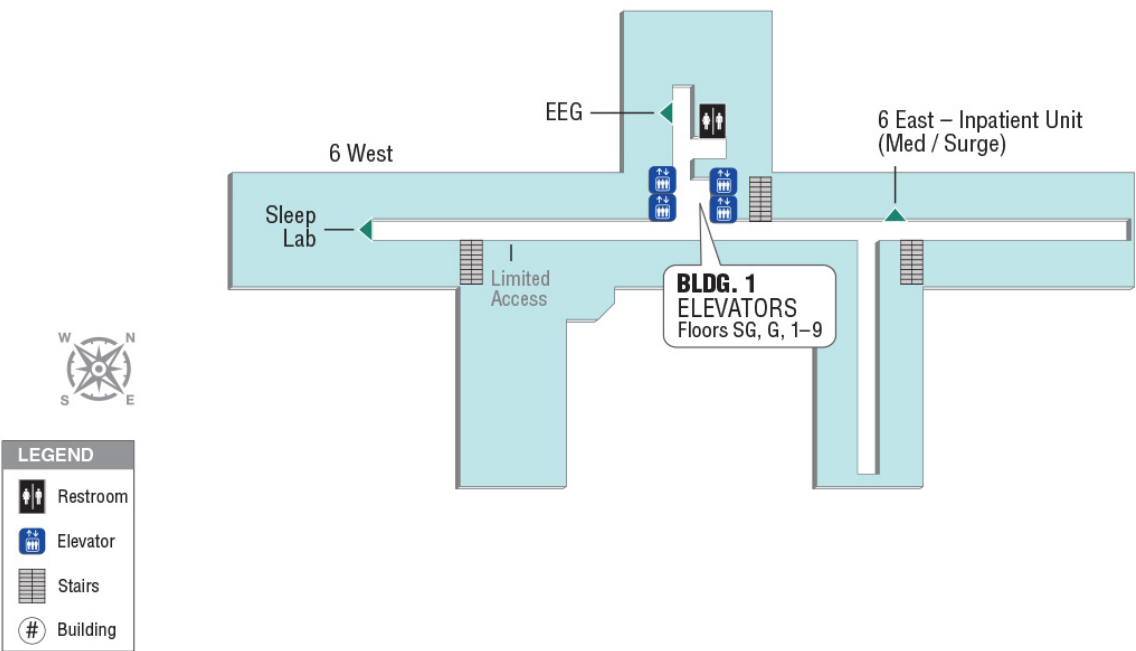 EEG
6 East – Inpatient Unit
(Med / Surge)
6 West
Sleep
Lab
Limited
Access
BLDG. 1
ELEVATORS
Floors SG, G, 1–9
W N
S E
LEGEND
Restroom
Elevator
Stairs
# Building